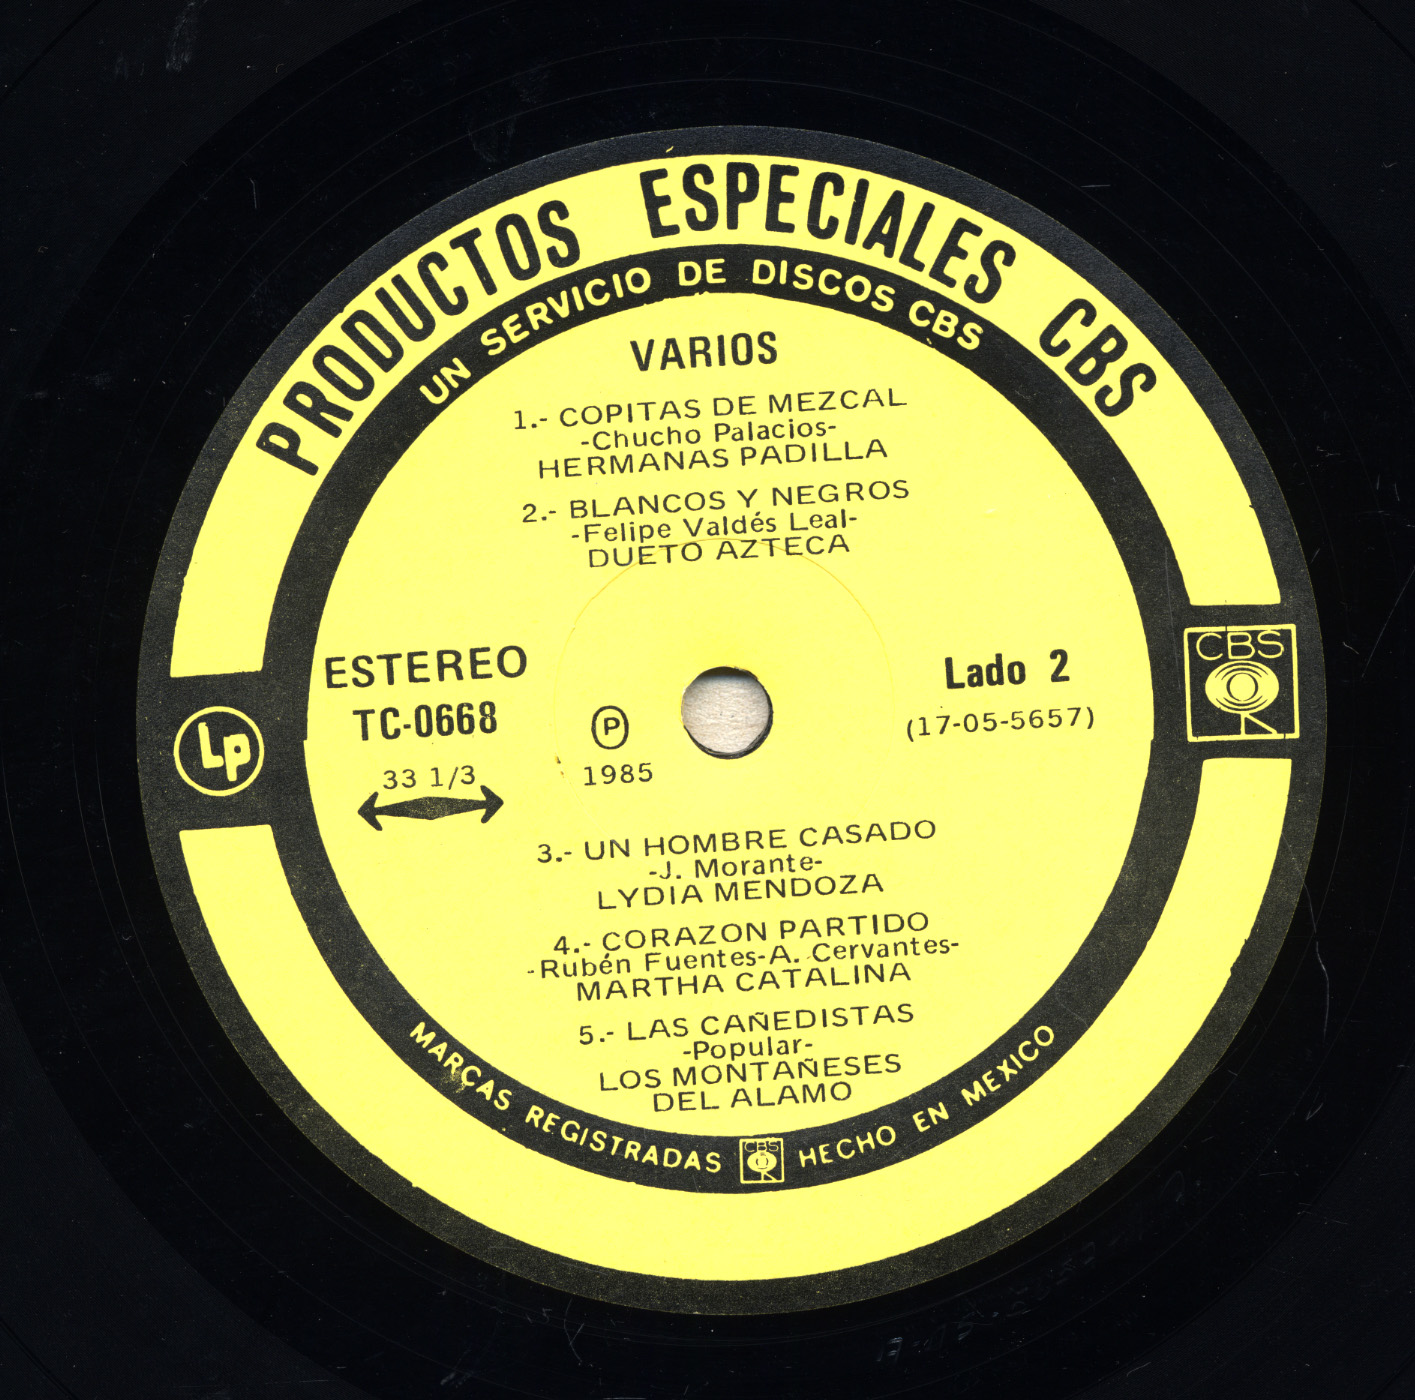 PRODUCTOS ESPECIALES CBS
UN SERVICIO DE DISCOS CBS
VARIOS
1.- COPITAS DE MEZCAL
-Chucho Palacios-
HERMANAS PADILLA
2.- BLANCOS Y NEGROS
-Felipe Valdés Leal-
DUETO AZTECA
ESTEREO
TC-0668
33 1/3
Ⓟ
1985
Lado 2
(17-05-5657)
Lp
CBS
3.- UN HOMBRE CASADO
-J. Morante-
LYDIA MENDOZA
4.- CORAZON PARTIDO
-Rubén Fuentes-A. Cervantes-
MARTHA CATALINA
5.- LAS CAÑEDISTAS
-Popular-
LOS MONTAÑESES
DEL ALAMO
MARCAS REGISTRADAS CBS HECHO EN MEXICO